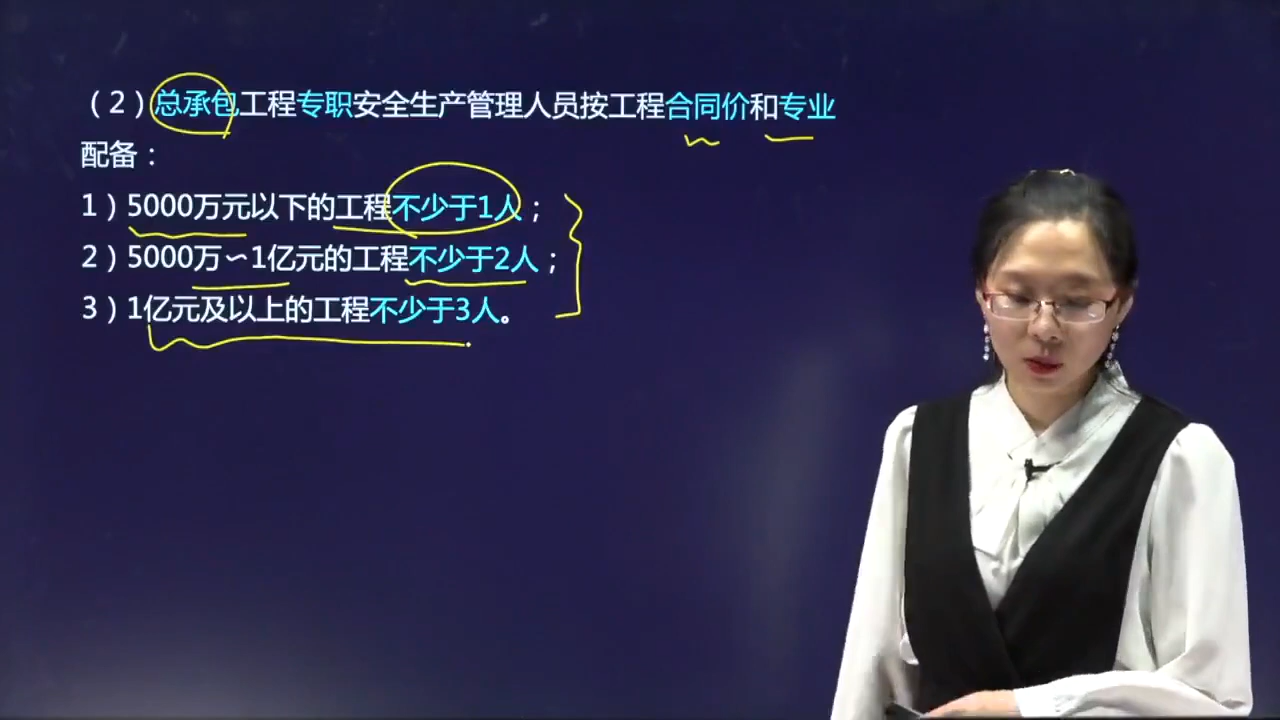 （2）总承包工程专职安全生产管理人员按工程合同价和专业
配备：
1）5000万元以下的工程不少于1人；
2）5000万～1亿元的工程不少于2人；
3）1亿元及以上的工程不少于3人。